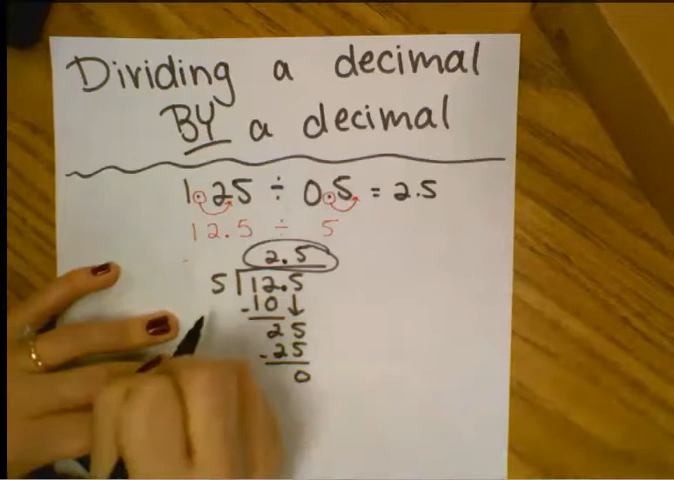 Dividing a decimal
BY a decimal
1.25 ÷ 0.5 = 2.5
12.5 ÷ 5
2.5
5 12.5
-10 ↓
25
-25
0